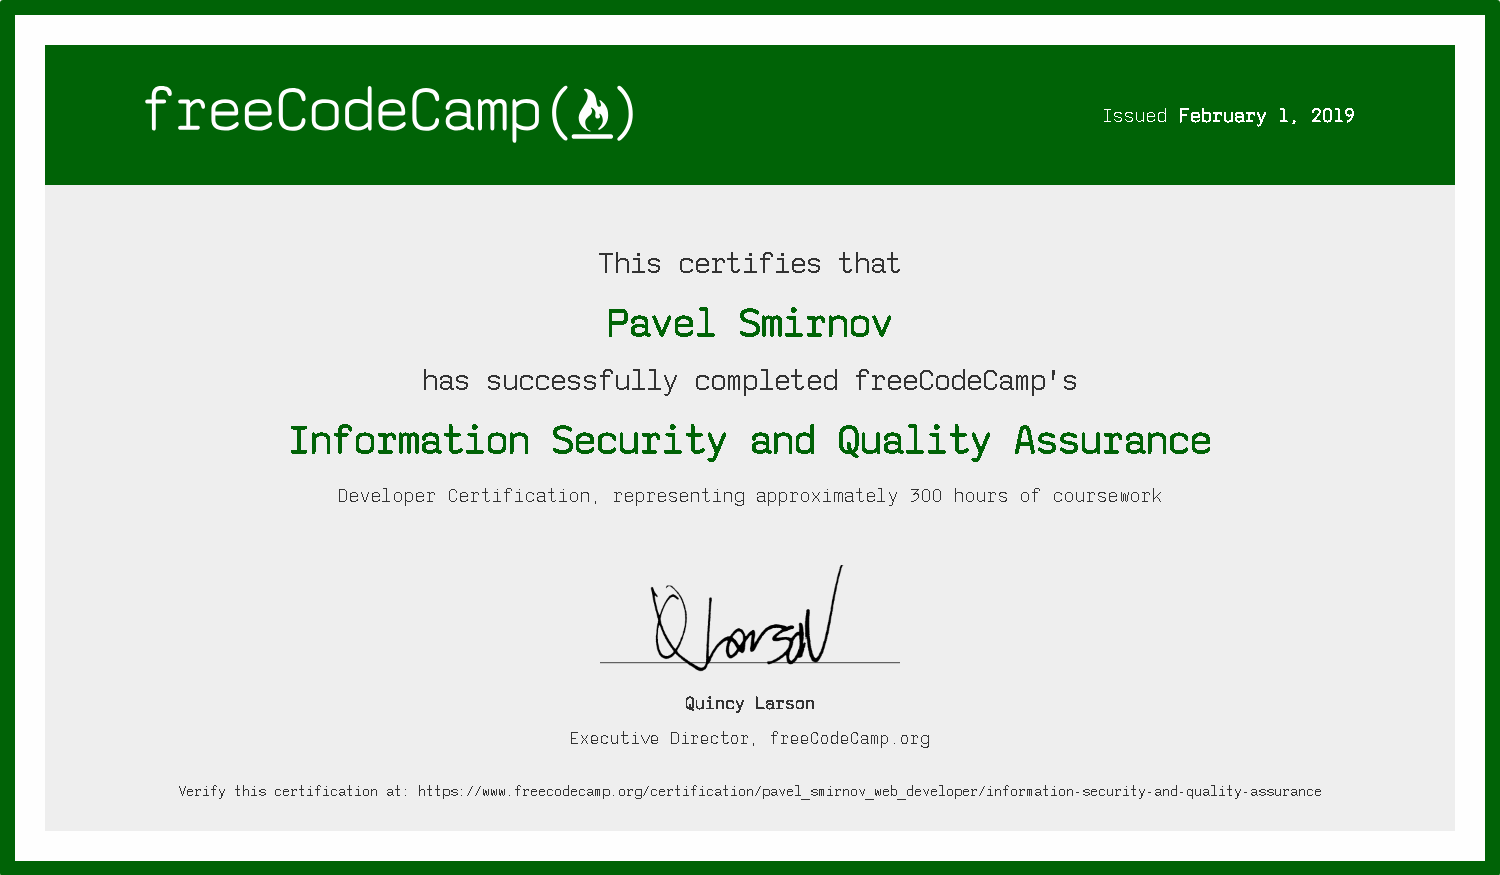 freeCodeCamp(🔥)
Issued February 1, 2019
This certifies that
Pavel Smirnov
has successfully completed freeCodeCamp's
Information Security and Quality Assurance
Developer Certification, representing approximately 300 hours of coursework
Q Larson
Quincy Larson
Executive Director, freeCodeCamp.org
Verify this certification at: https://www.freecodecamp.org/certification/pavel_smirnov_web_developer/information-security-and-quality-assurance